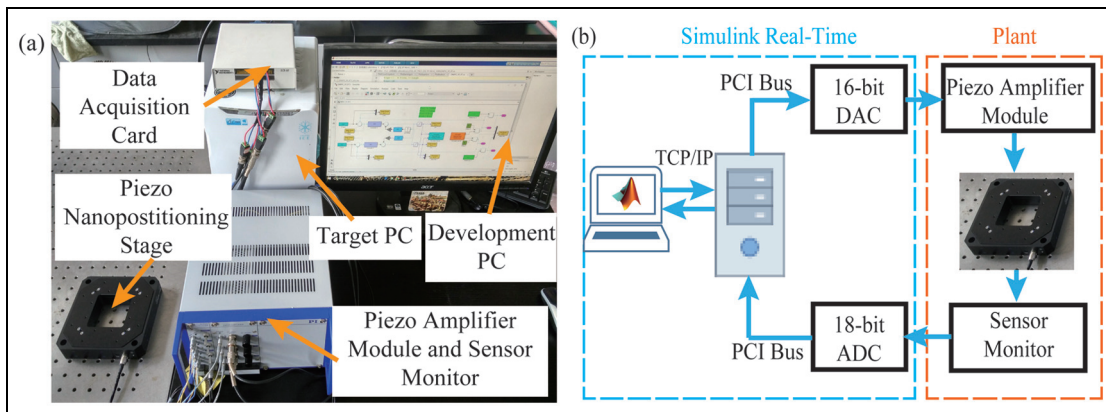 (a)
Data
Acquisition
Card
Piezo
Nanopostitioning
Stage
Target PC
Development
PC
Piezo Amplifier
Module and Sensor
Monitor
acer
(b)
Simulink Real-Time
Plant
PCI Bus
16-bit
DAC
Piezo Amplifier
Module
TCP/IP
18-bit
ADC
PCI Bus
Sensor
Monitor